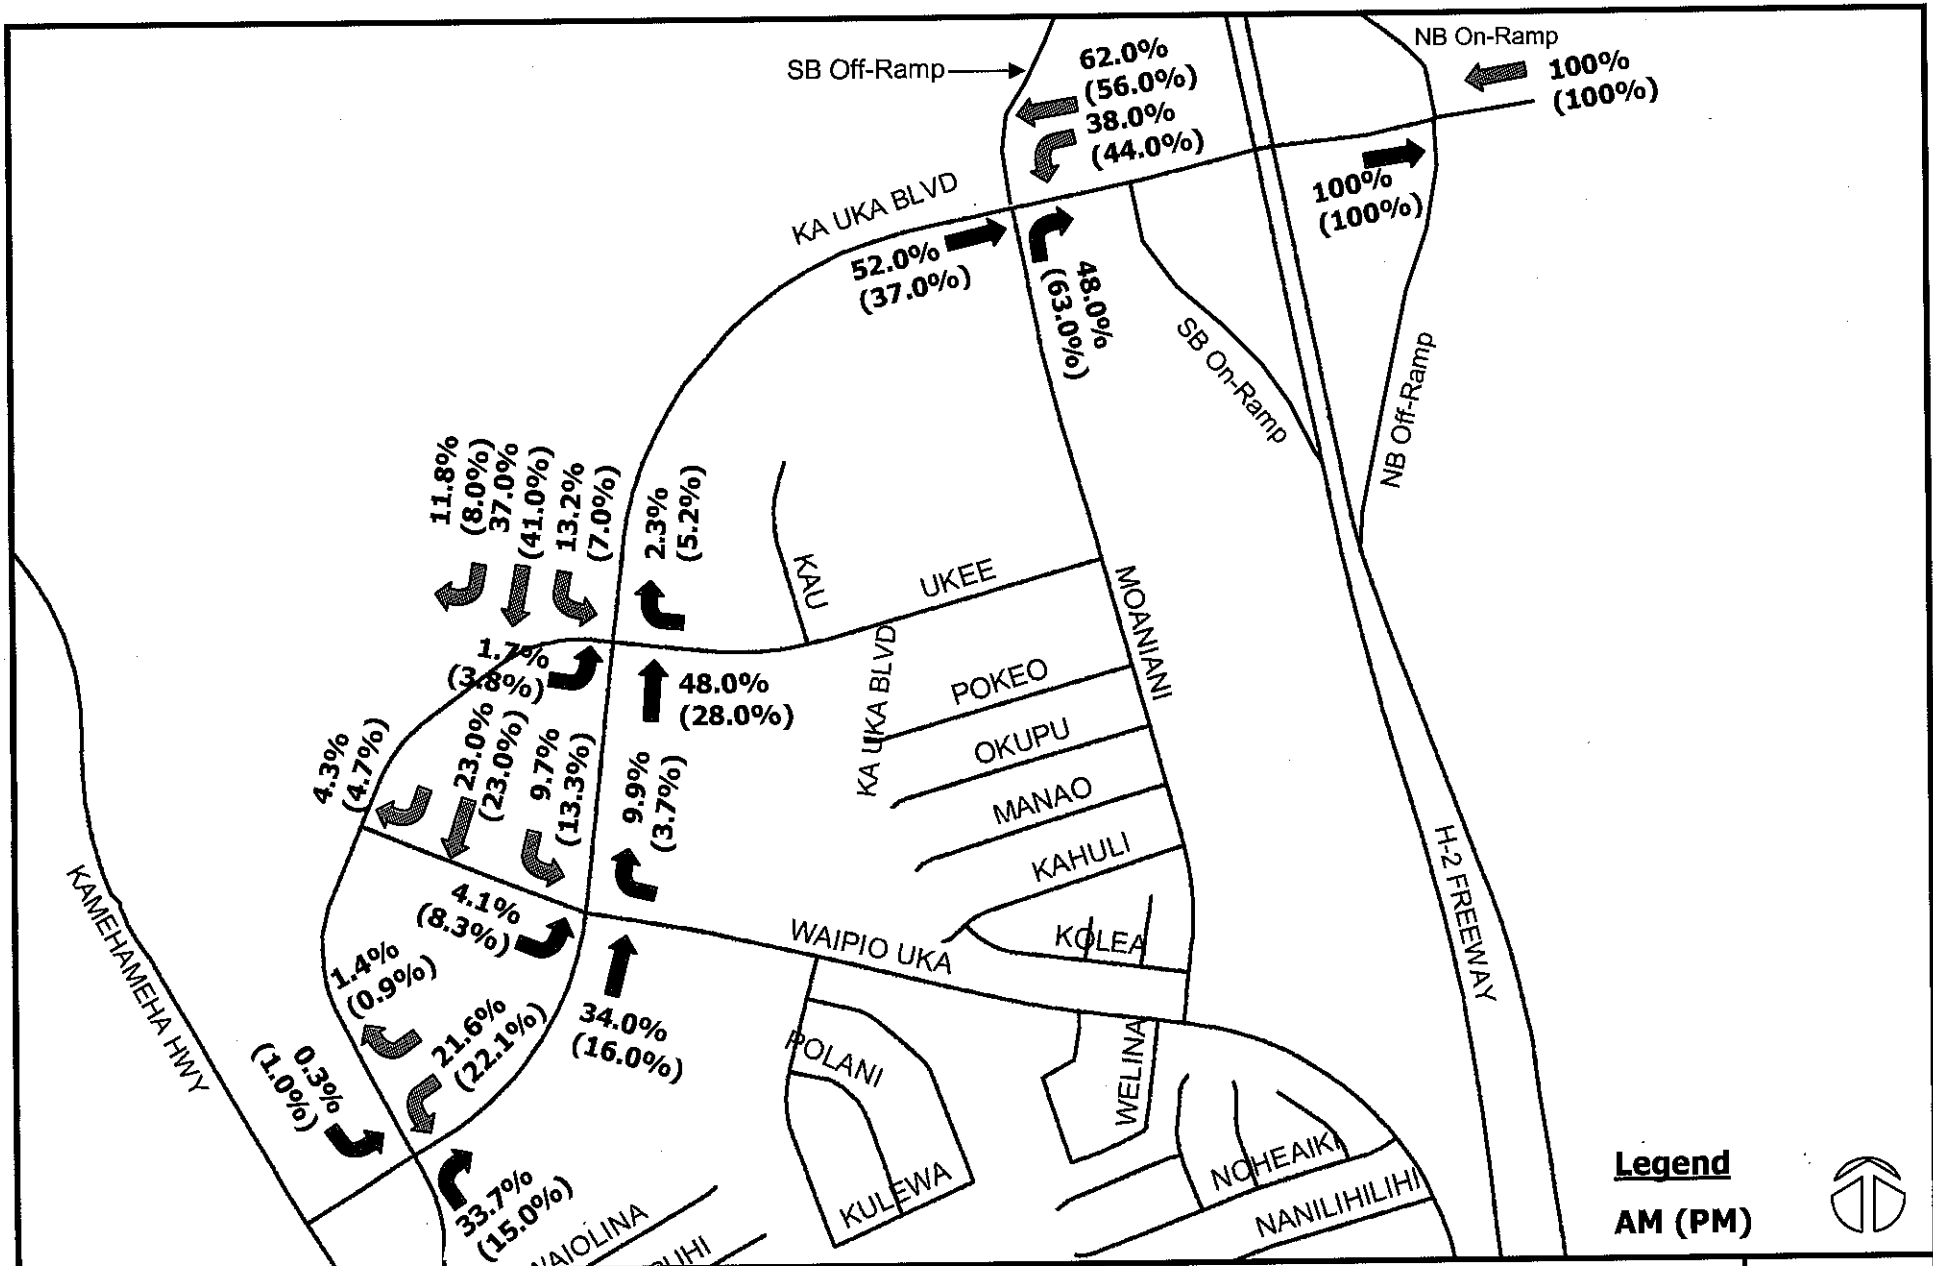 NB On-Ramp
SB Off-Ramp
62.0%
(56.0%)
38.0%
(44.0%)
100%
(100%)
KA UKA BLVD
52.0%
(37.0%)
48.0%
(63.0%)
100%
(100%)
SB On-Ramp
NB Off-Ramp
11.8%
(8.0%)
37.0%
(41.0%)
13.2%
(7.0%)
2.3%
(5.2%)
KAU
UKEE
MOANIANI
1.7%
(3.8%)
48.0%
(28.0%)
KA UKA BLVD
POKEO
OKUPU
MANAO
KAHULI
KOLEA
4.3%
(4.7%)
23.0%
(23.0%)
9.7%
(13.3%)
9.9%
(3.7%)
KAMEHAMEHA HWY
4.1%
(8.3%)
WAIPIO UKA
H-2 FREEWAY
1.4%
(0.9%)
21.6%
(22.1%)
34.0%
(16.0%)
0.3%
(1.0%)
33.7%
(15.0%)
POLANI
KULEWA
WELINA
NOHEAIKI
NANILIHILIHI
WAIOLINA
PUHI
Legend
AM (PM)